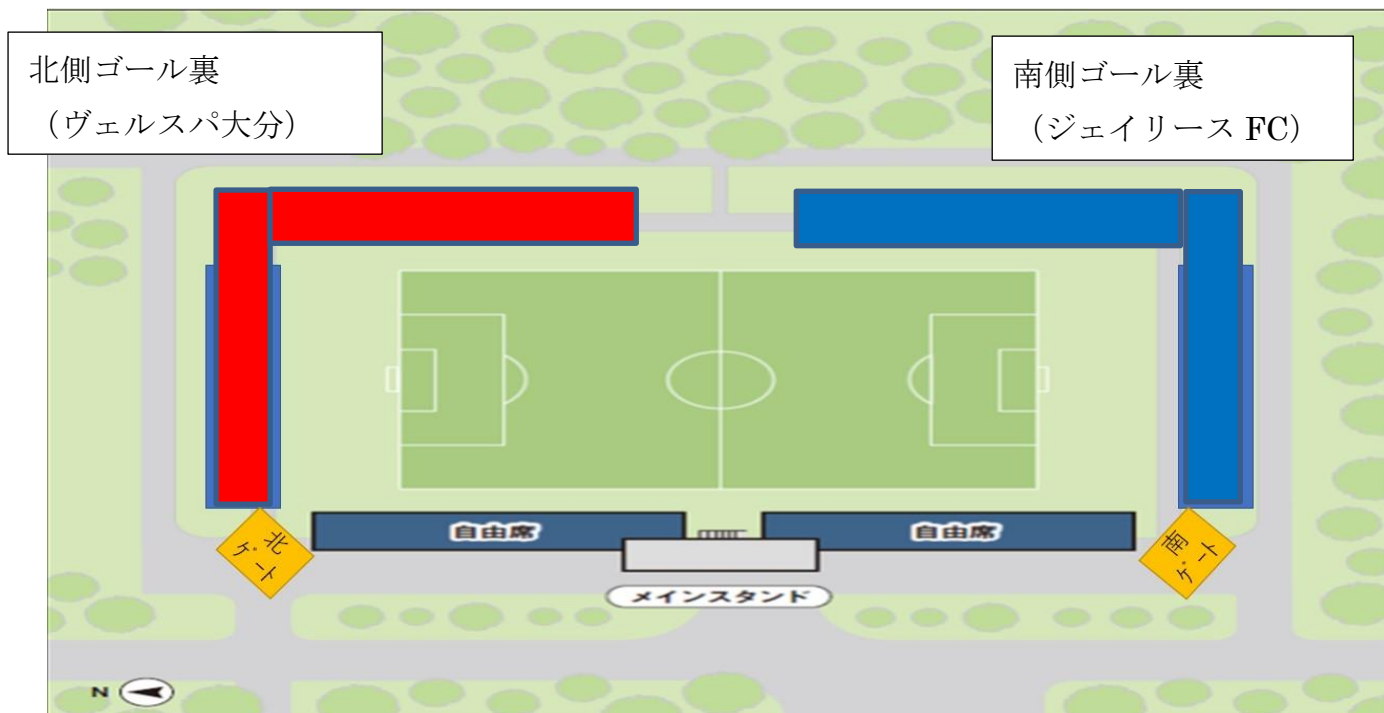 北側ゴール裏
（ヴェルスパ大分）
南側ゴール裏
（ジェイリース FC）
自由席
自由席
北
ゲート
南
ゲート
メインスタンド
N